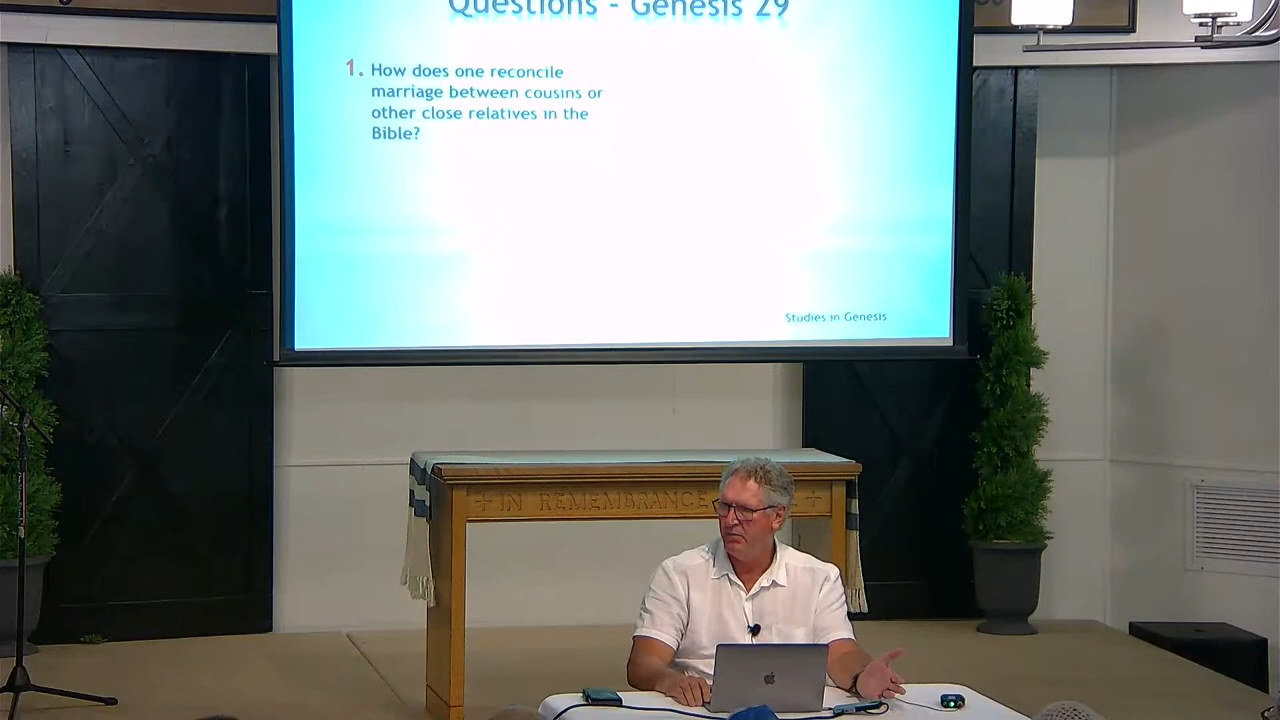 Questions - Genesis 29
1. How does one reconcile
marriage between cousins or
other close relatives in the
Bible?
Studies in Genesis
IN REMEMBRANCE